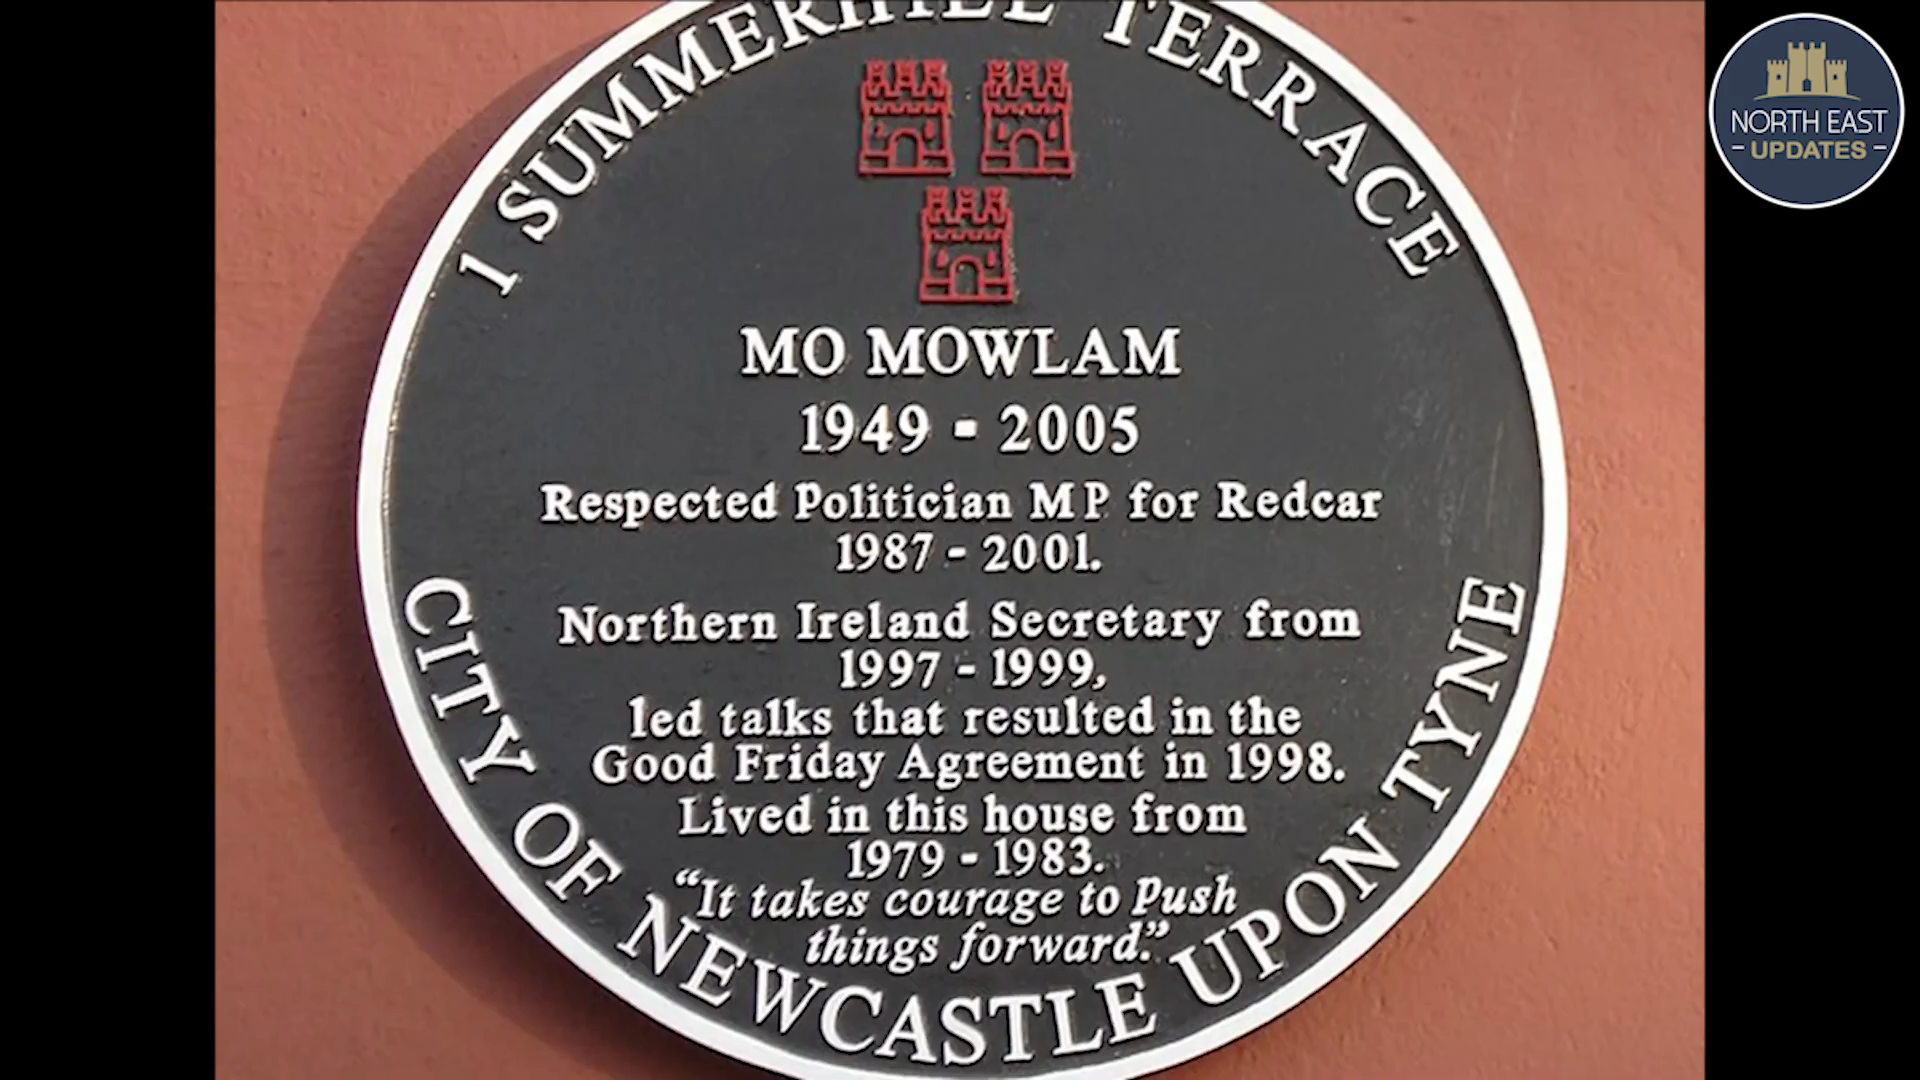 1 SUMMERHILL TERRACE
MO MOWLAM
1949 - 2005
Respected Politician MP for Redcar
1987 - 2001.
Northern Ireland Secretary from
1997 - 1999,
led talks that resulted in the
Good Friday Agreement in 1998.
Lived in this house from
1979 - 1983.
"It takes courage to Push
things forward."
CITY OF NEWCASTLE UPON TYNE
NORTH EAST
- UPDATES -